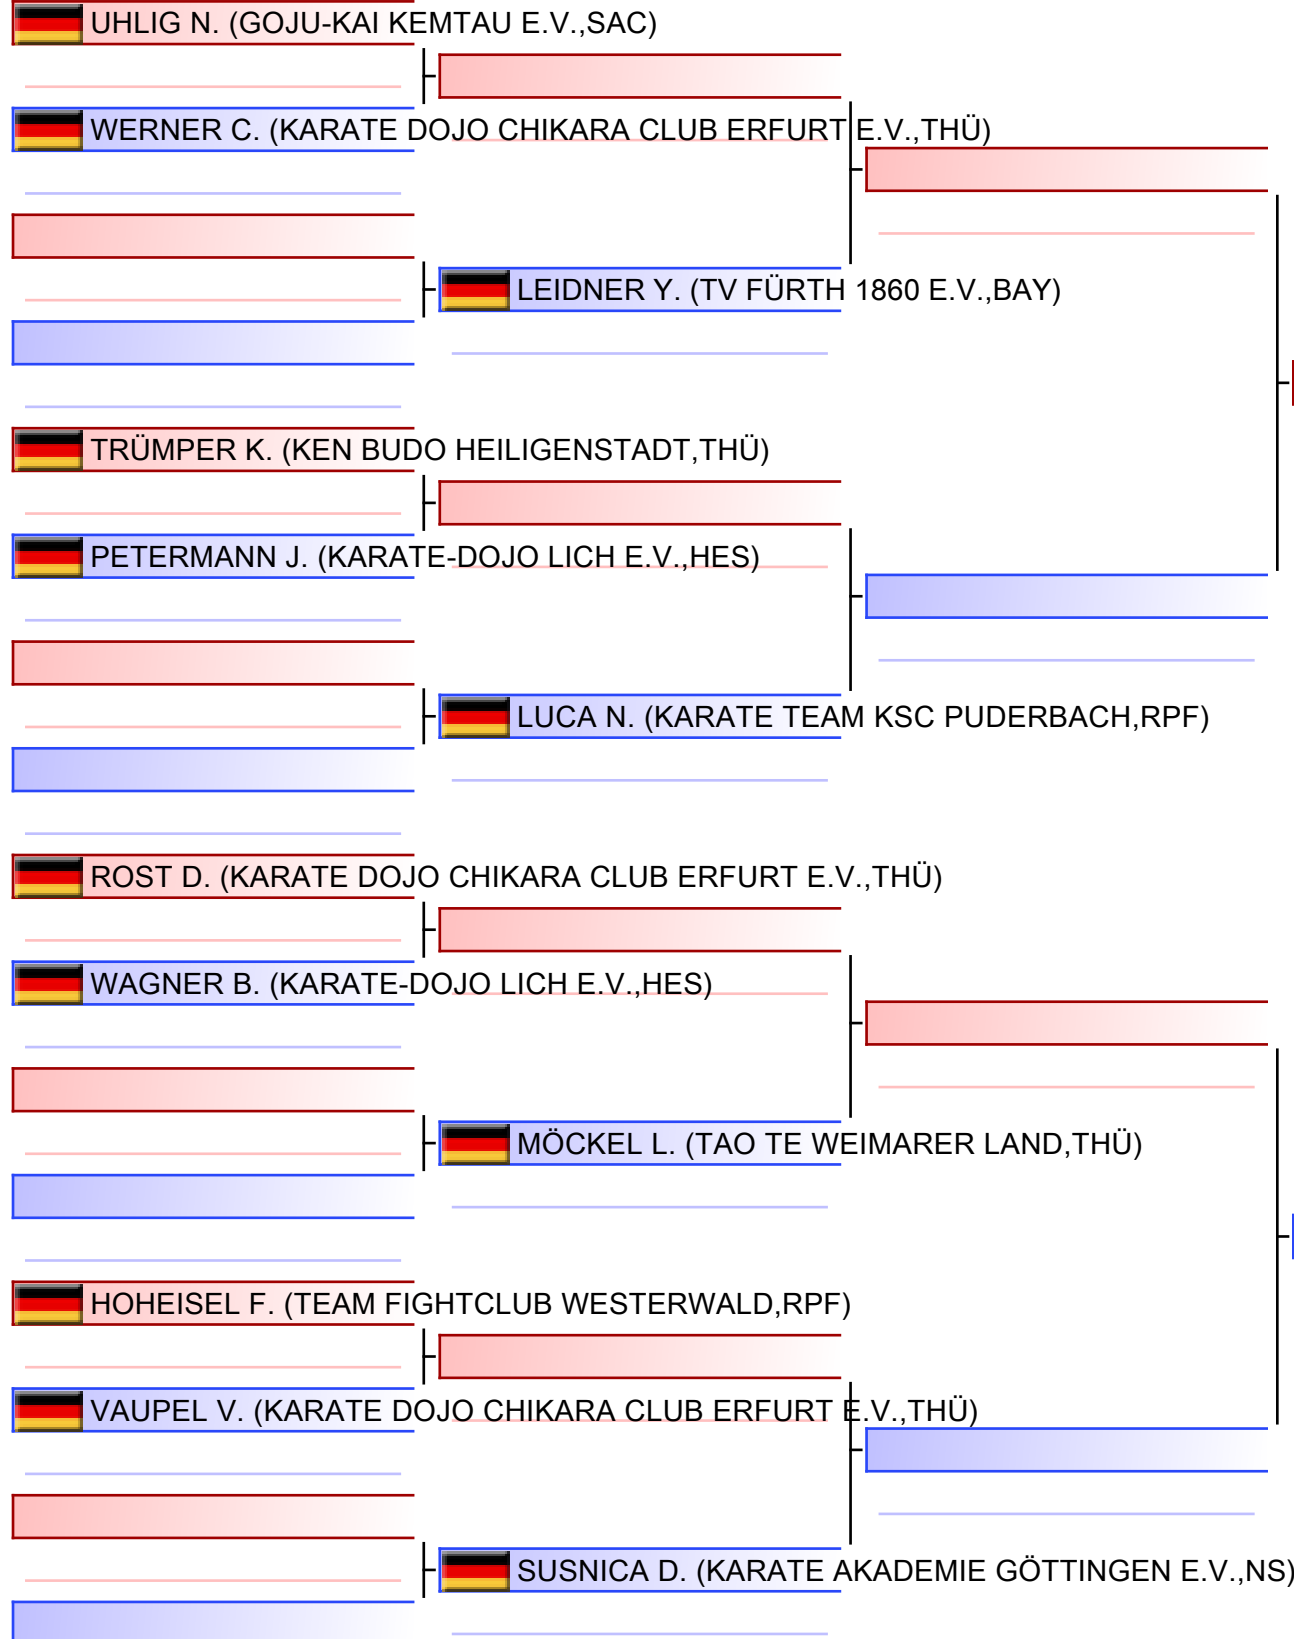 UHLIG N. (GOJU-KAI KEMTAU E.V.,SAC)
WERNER C. (KARATE DOJO CHIKARA CLUB ERFURT E.V.,THÜ)
LEIDNER Y. (TV FÜRTH 1860 E.V.,BAY)
TRÜMPER K. (KEN BUDO HEILIGENSTADT,THÜ)
PETERMANN J. (KARATE-DOJO LICH E.V.,HES)
LUCA N. (KARATE TEAM KSC PUDERBACH,RPF)
ROST D. (KARATE DOJO CHIKARA CLUB ERFURT E.V.,THÜ)
WAGNER B. (KARATE-DOJO LICH E.V.,HES)
MÖCKEL L. (TAO TE WEIMARER LAND,THÜ)
HOHEISEL F. (TEAM FIGHTCLUB WESTERWALD,RPF)
VAUPEL V. (KARATE DOJO CHIKARA CLUB ERFURT E.V.,THÜ)
SUSNICA D. (KARATE AKADEMIE GÖTTINGEN E.V.,NS)